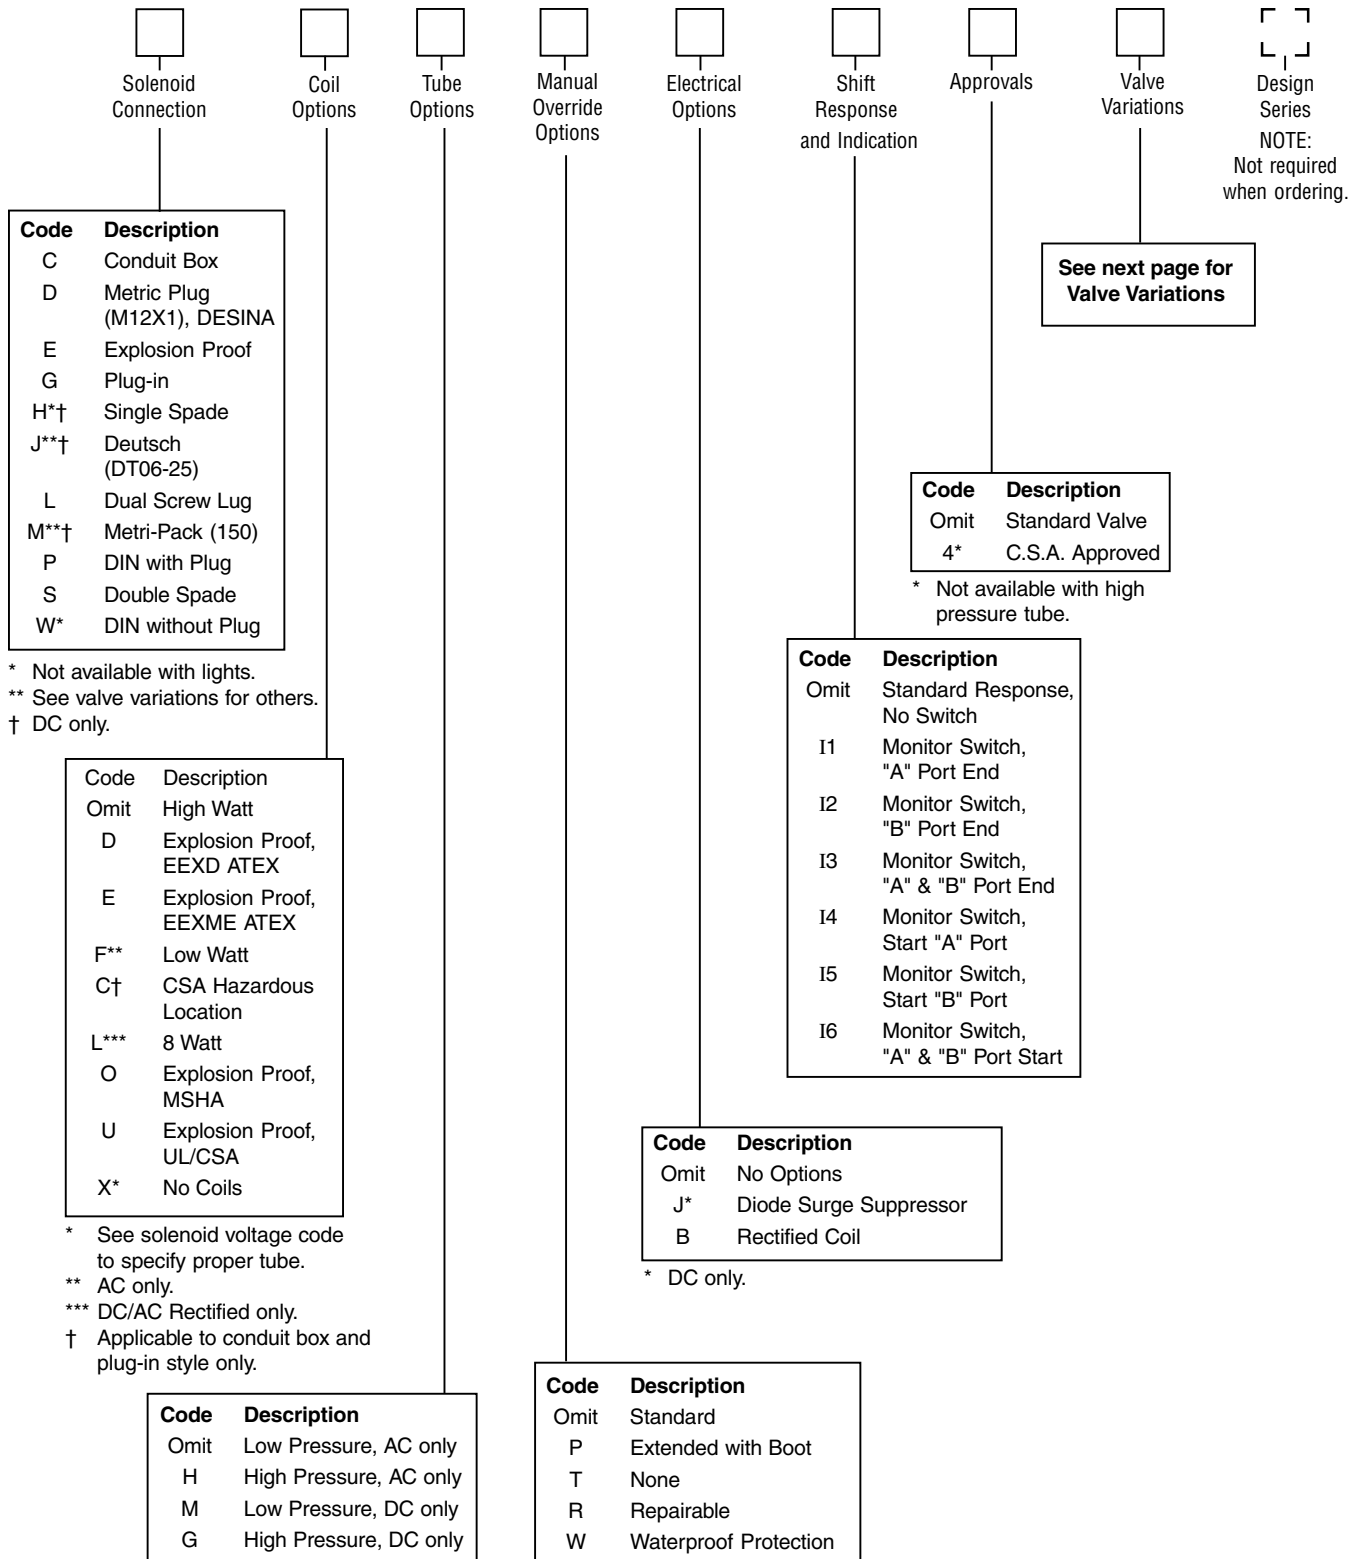 Solenoid
Connection
Coil
Options
Tube
Options
Manual
Override
Options
Electrical
Options
Shift
Response
and Indication
Approvals
Valve
Variations
Design
Series
NOTE:
Not required
when ordering.
Code Description
C Conduit Box
D Metric Plug
(M12X1), DESINA
E Explosion Proof
G Plug-in
H*† Single Spade
J**† Deutsch
(DT06-25)
L Dual Screw Lug
M**† Metri-Pack (150)
P DIN with Plug
S Double Spade
W* DIN without Plug
* Not available with lights.
** See valve variations for others.
† DC only.
See next page for
Valve Variations
Code Description
Omit Standard Valve
4* C.S.A. Approved
* Not available with high
pressure tube.
Code Description
Omit Standard Response,
No Switch
I1 Monitor Switch,
"A" Port End
I2 Monitor Switch,
"B" Port End
I3 Monitor Switch,
"A" & "B" Port End
I4 Monitor Switch,
Start "A" Port
I5 Monitor Switch,
Start "B" Port
I6 Monitor Switch,
"A" & "B" Port Start
Code Description
Omit High Watt
D Explosion Proof,
EEXD ATEX
E Explosion Proof,
EEXME ATEX
F** Low Watt
C† CSA Hazardous
Location
L*** 8 Watt
O Explosion Proof,
MSHA
U Explosion Proof,
UL/CSA
X* No Coils
* See solenoid voltage code
to specify proper tube.
** AC only.
*** DC/AC Rectified only.
† Applicable to conduit box and
plug-in style only.
Code Description
Omit No Options
J* Diode Surge Suppressor
B Rectified Coil
* DC only.
Code Description
Omit Low Pressure, AC only
H High Pressure, AC only
M Low Pressure, DC only
G High Pressure, DC only
Code Description
Omit Standard
P Extended with Boot
T None
R Repairable
W Waterproof Protection